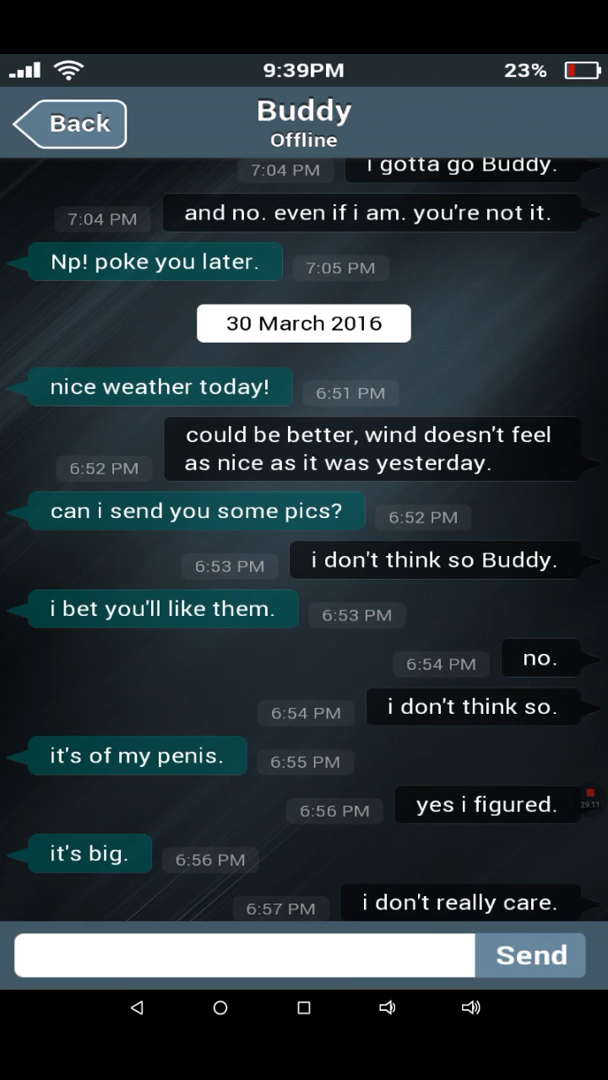 9:39PM
23%
Back
Buddy
Offline
7:04 PM
i gotta go Buddy.
7:04 PM
and no. even if i am. you're not it.
Np! poke you later.
7:05 PM
30 March 2016
nice weather today!
6:51 PM
could be better, wind doesn't feel
as nice as it was yesterday.
6:52 PM
can i send you some pics?
6:52 PM
6:53 PM
i don't think so Buddy.
i bet you'll like them.
6:53 PM
6:54 PM
no.
6:54 PM
i don't think so.
it's of my penis.
6:55 PM
6:56 PM
yes i figured.
29:11
it's big.
6:56 PM
6:57 PM
i don't really care.
Send